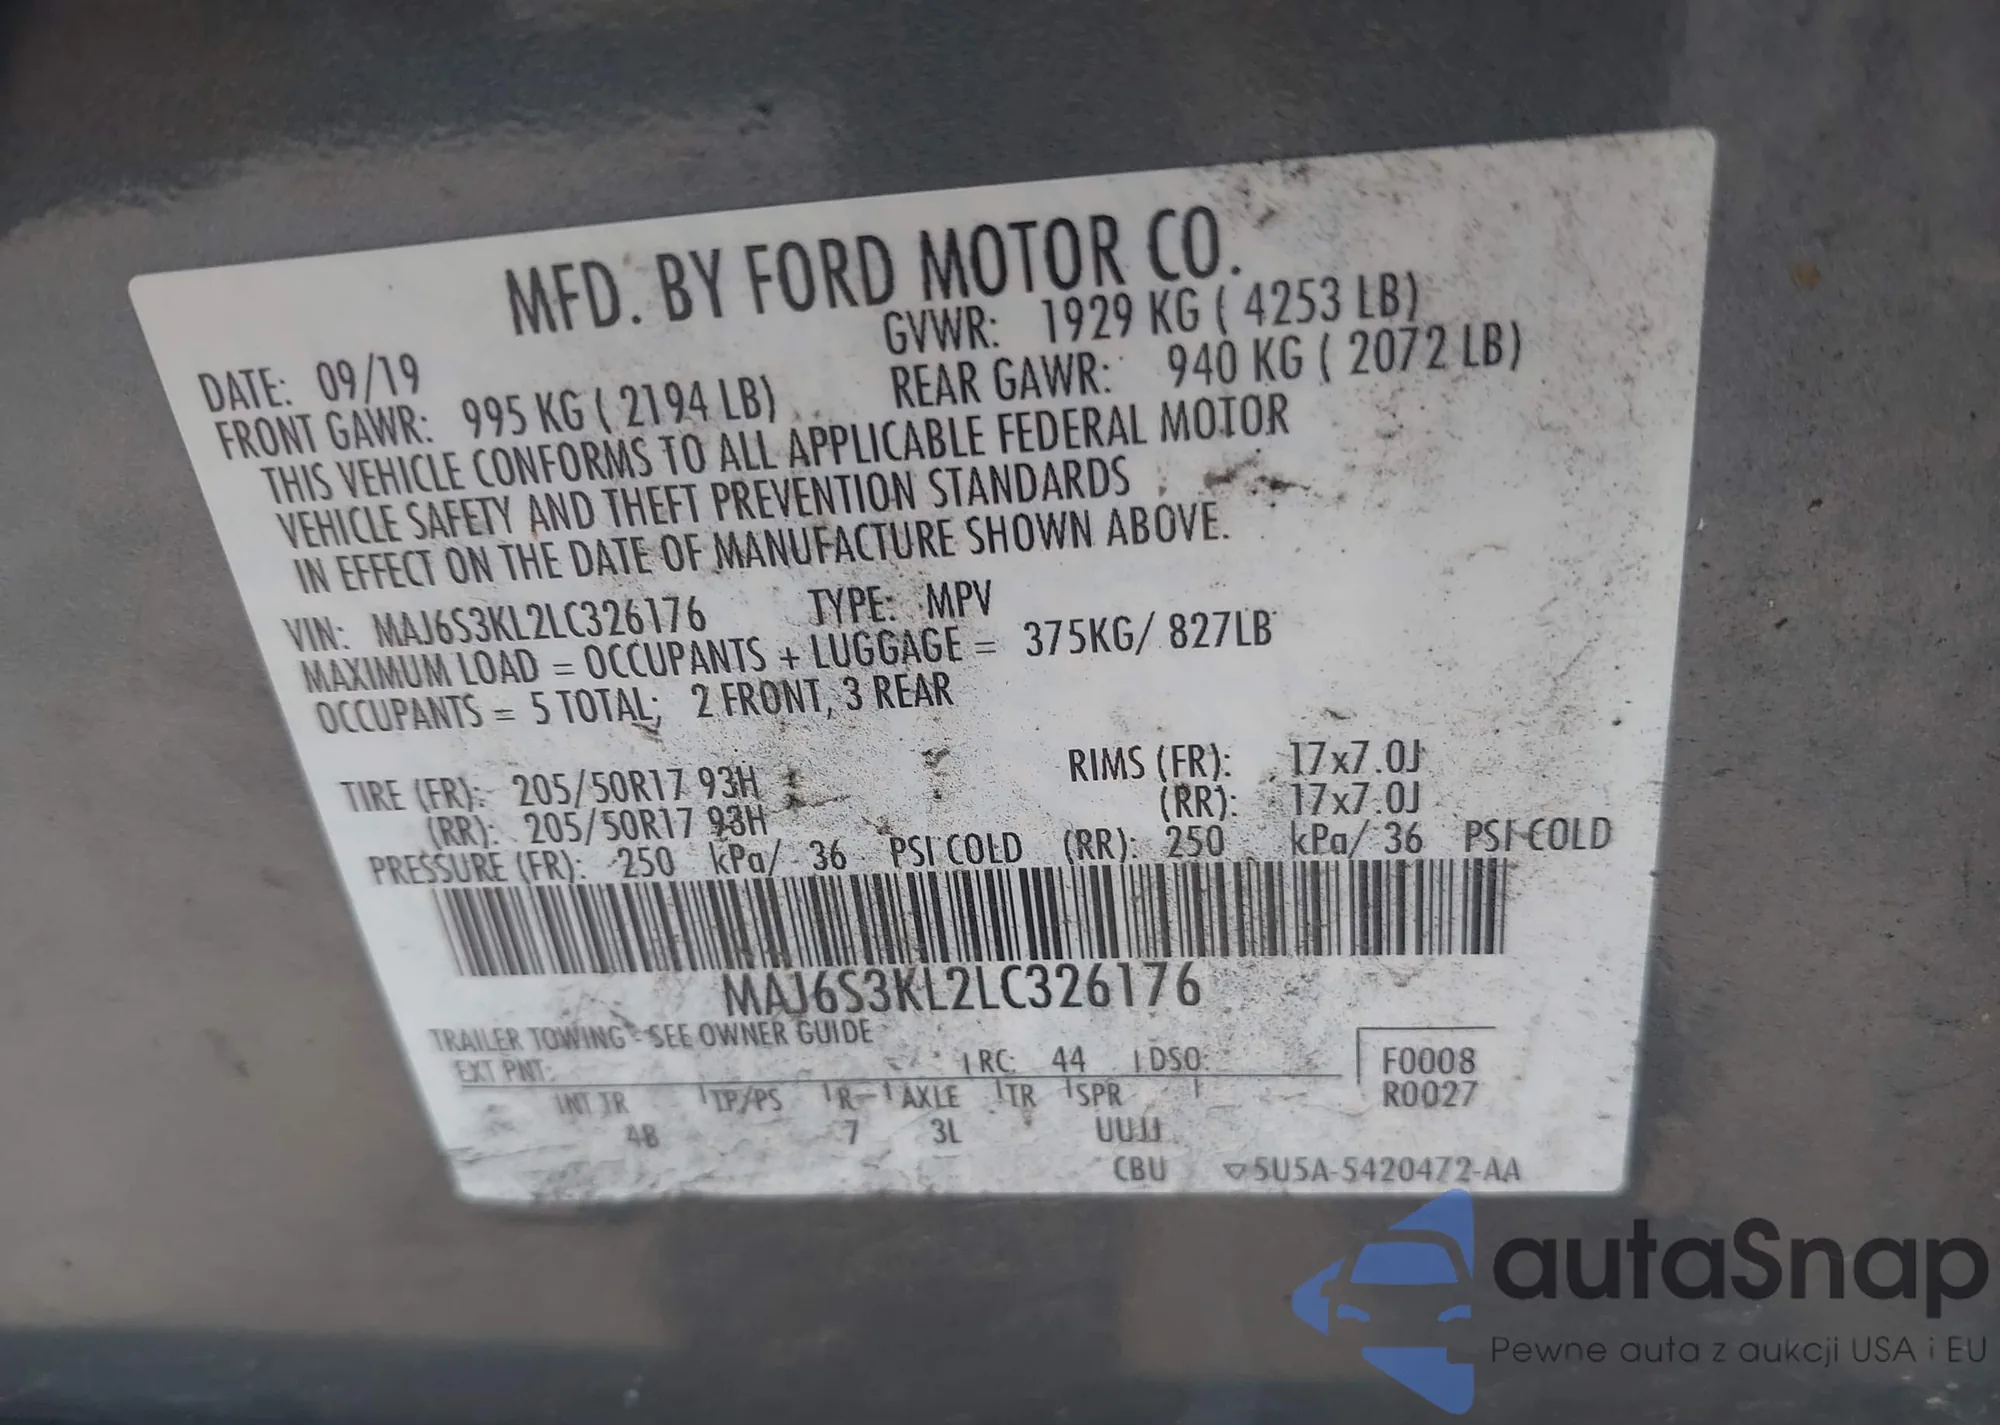 MFD. BY FORD MOTOR CO.
DATE: 09/19 GVWR: 1929 KG ( 4253 LB)
FRONT GAWR: 995 KG ( 2194 LB) REAR GAWR: 940 KG ( 2072 LB)
THIS VEHICLE CONFORMS TO ALL APPLICABLE FEDERAL MOTOR
VEHICLE SAFETY AND THEFT PREVENTION STANDARDS
IN EFFECT ON THE DATE OF MANUFACTURE SHOWN ABOVE.
VIN: MAJ6S3KL2LC326176 TYPE: MPV
MAXIMUM LOAD = OCCUPANTS + LUGGAGE = 375KG/ 827LB
OCCUPANTS = 5 TOTAL; 2 FRONT, 3 REAR
TIRE (FR): 205/50R17 93H RIMS (FR): 17x7.0J
(RR): 205/50R17 93H (RR): 17x7.0J
PRESSURE (FR): 250 kPa/ 36 PSI COLD (RR): 250 kPa/ 36 PSI COLD
MAJ6S3KL2LC326176
TRAILER TOWING - SEE OWNER GUIDE
EXT PNT: RC: 44 DSO:
F0008
R0027
INT TR TP/PS R AXLE TR SPR
4B 7 3L UUJJ
CBU 5U5A-5420472-AA
autaSnap
Pewne auta z aukcji USA i EU